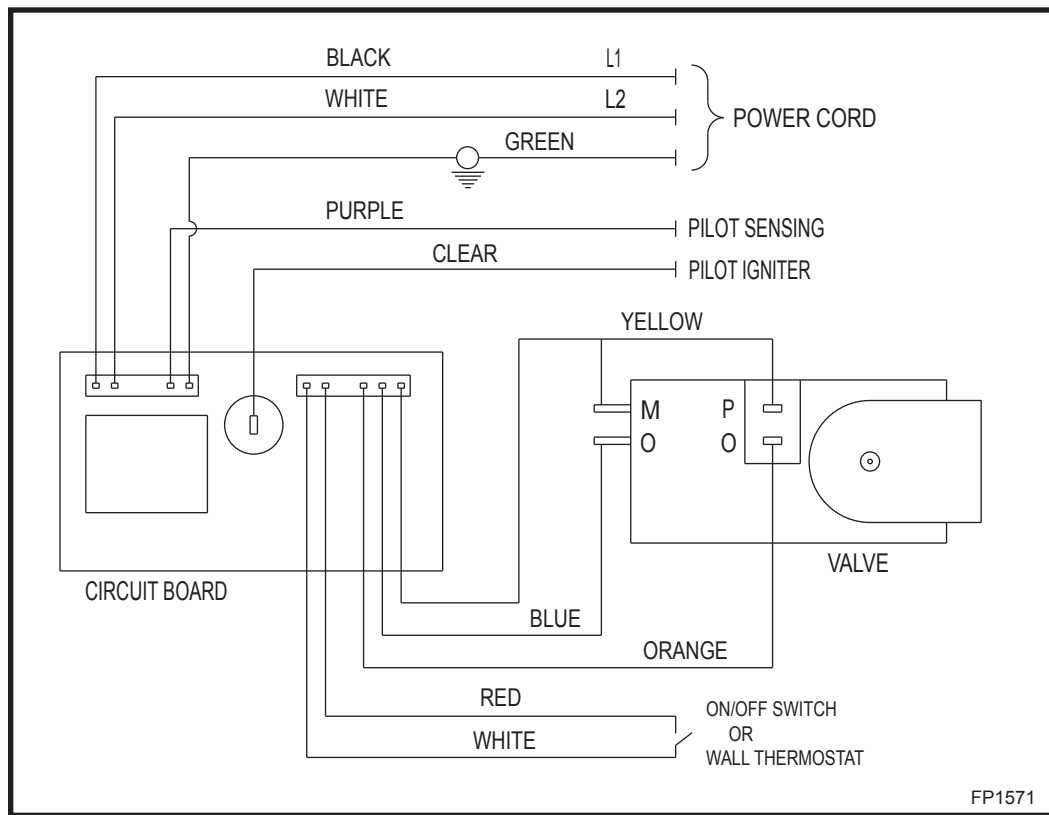 BLACK L1
WHITE L2
POWER CORD
GREEN
PURPLE
PILOT SENSING
CLEAR
PILOT IGNITER
YELLOW
M P
O O
VALVE
CIRCUIT BOARD
BLUE
ORANGE
RED
ON/OFF SWITCH
OR
WHITE
WALL THERMOSTAT
FP1571